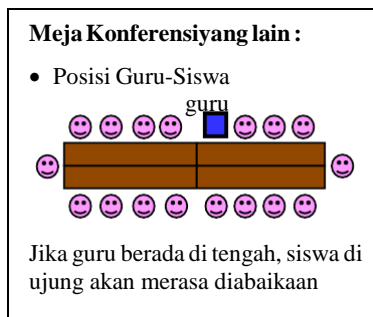 Meja Konferensiyang lain :
• Posisi Guru-Siswa
guru
Jika guru berada di tengah, siswa di
ujung akan merasa diabaikaan